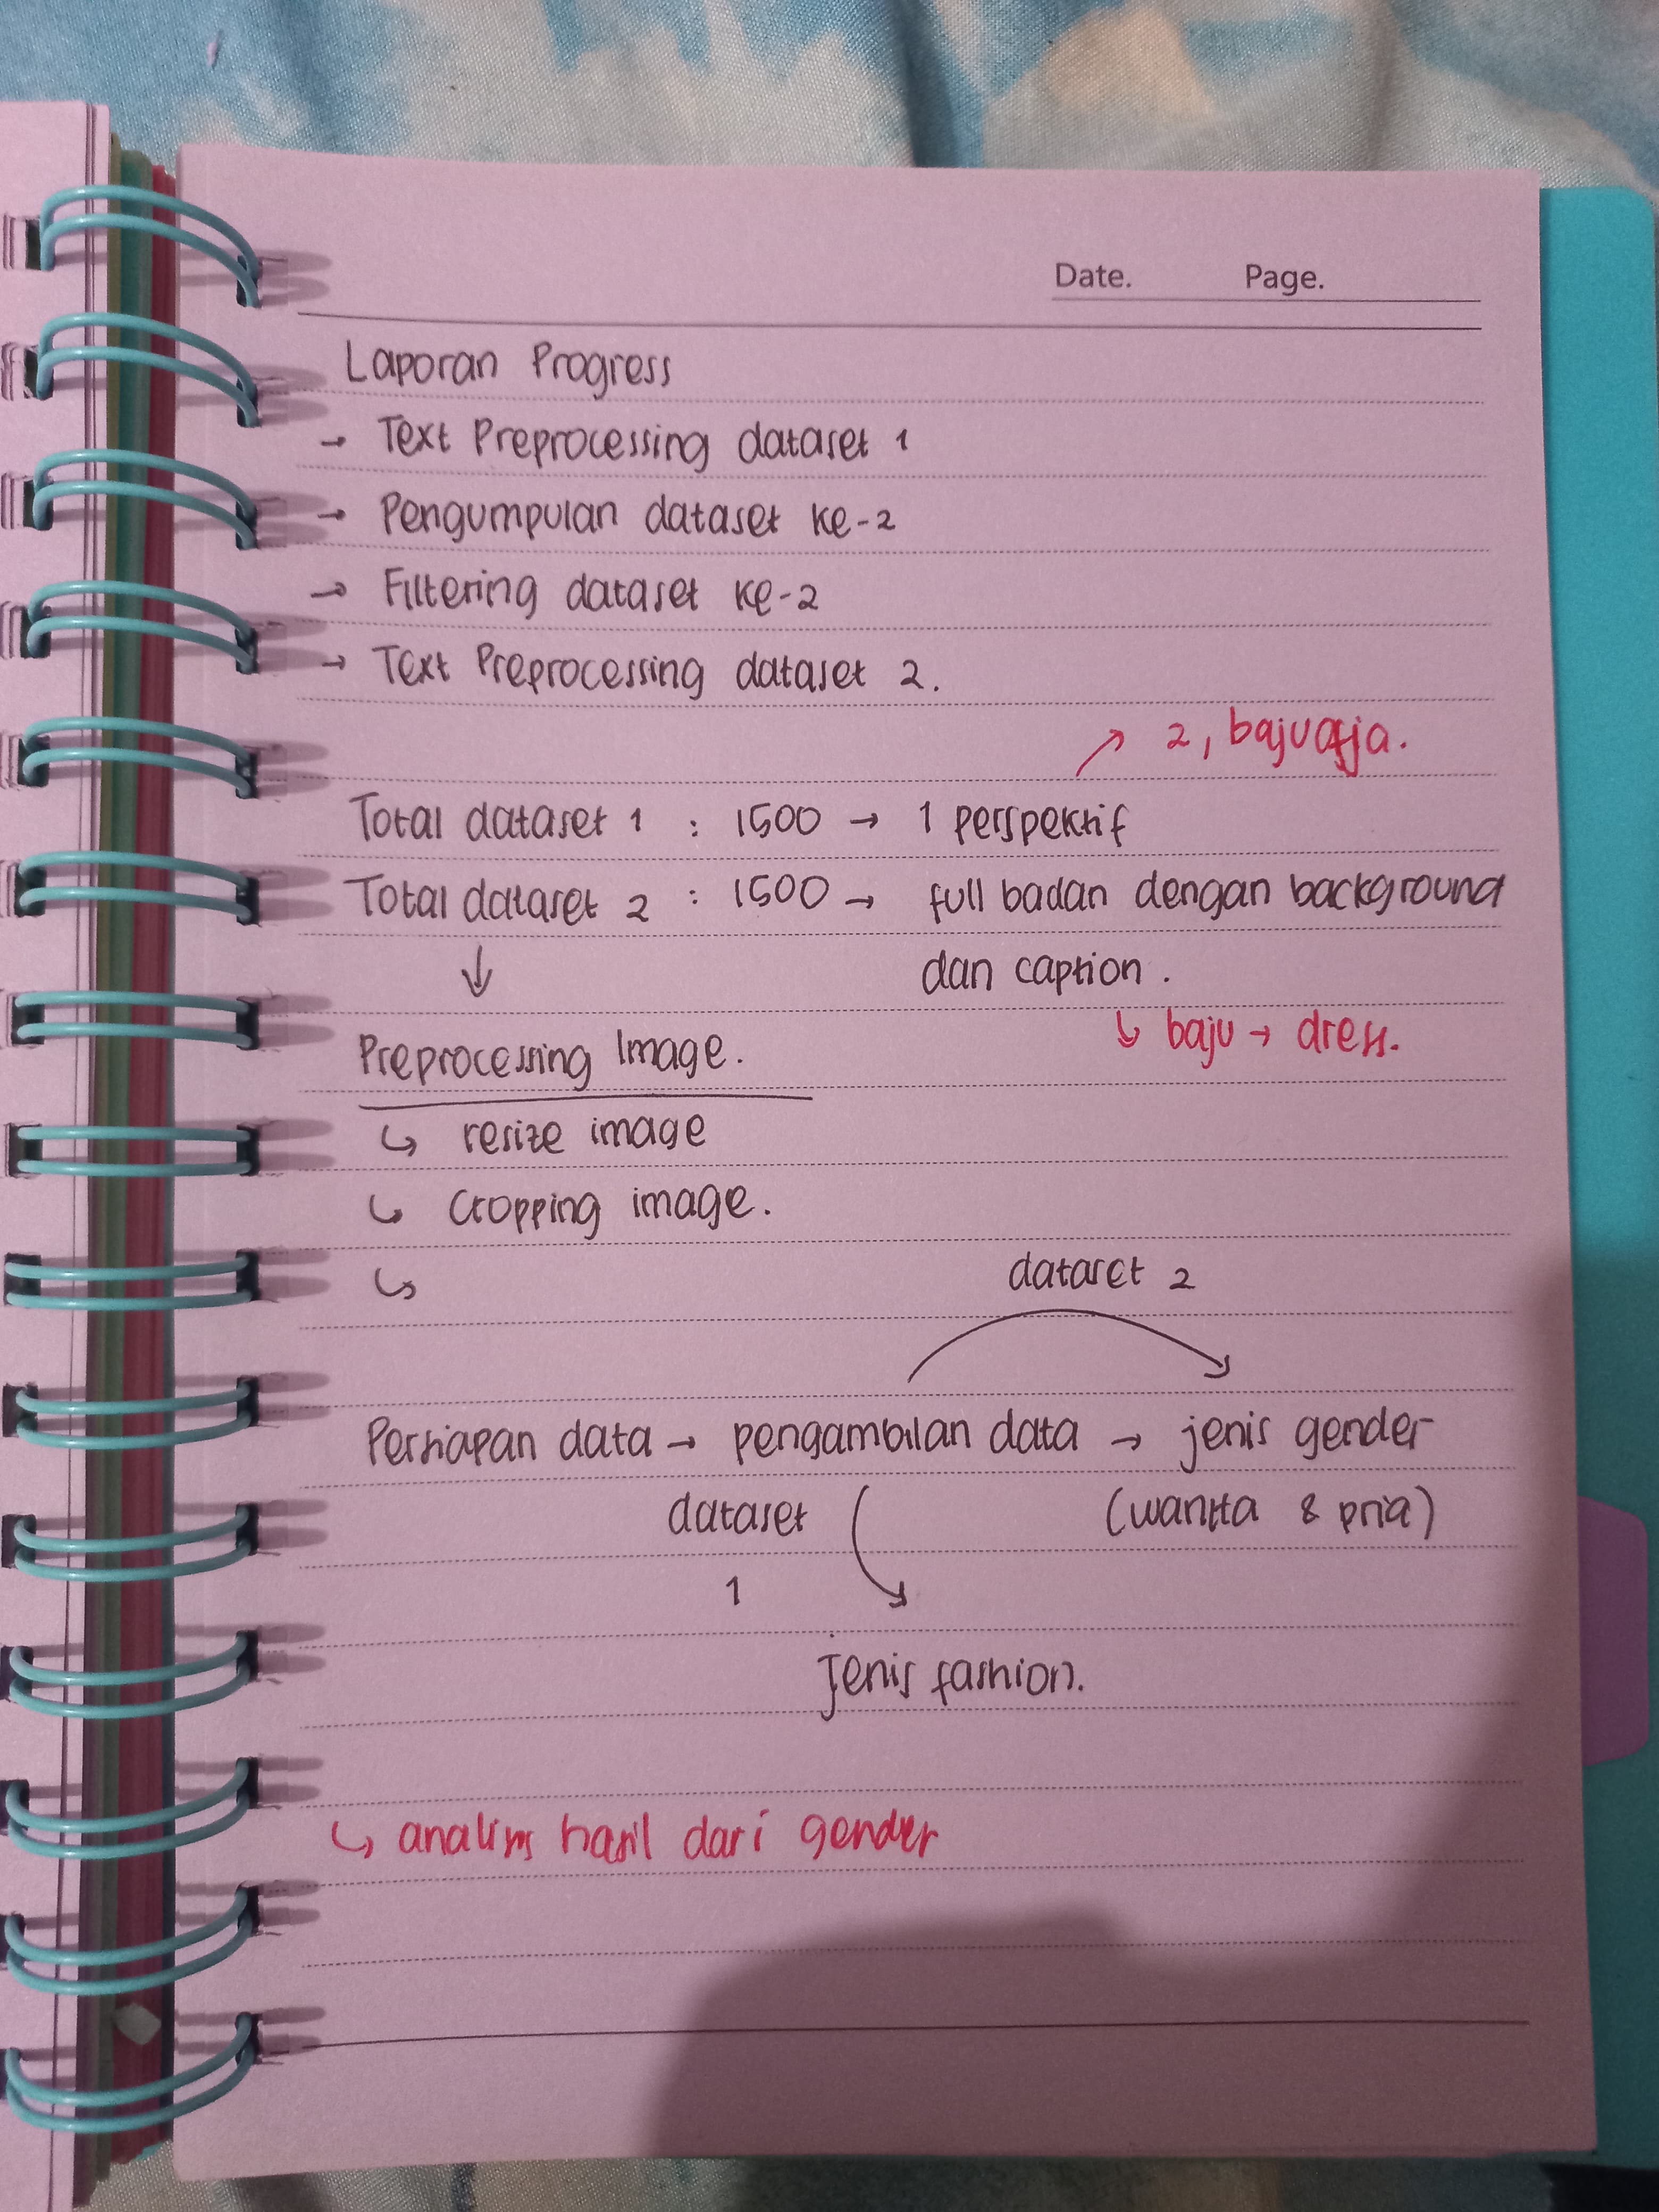 Date. Page.
Laporan Progress
→ Text Preprocessing dataset 1
→ Pengumpulan dataset ke-2
→ Filtering dataset ke-2
→ Text Preprocessing dataset 2.
↗ 2, baju aja.
Total dataset 1 : 1500 → 1 perspektif
Total dataset 2 : 1500 → full badan dengan background
↓ dan caption.
Preprocessing Image. ↳ baju → dress.
↳ resize image
↳ Cropping image.
↳ dataset 2
Persiapan data → pengambilan data → jenis gender
dataset (wanita & pria)
1
Jenis fashion.
↳ analisis hasil dari gender